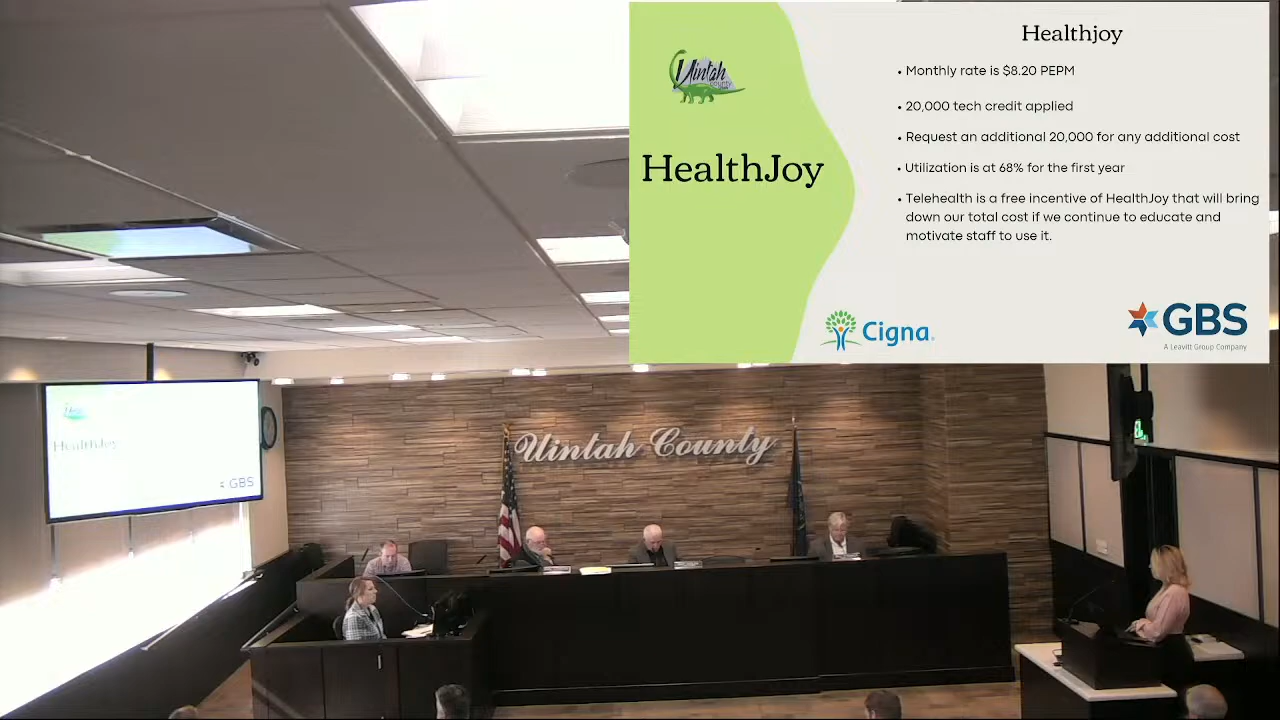 Healthjoy
Uintah
County
HealthJoy
• Monthly rate is $8.20 PEPM
• 20,000 tech credit applied
• Request an additional 20,000 for any additional cost
• Utilization is at 68% for the first year
• Telehealth is a free incentive of HealthJoy that will bring
down our total cost if we continue to educate and
motivate staff to use it.
Cigna
GBS
A Leavitt Group Company
HealthJoy
GBS
Uintah County